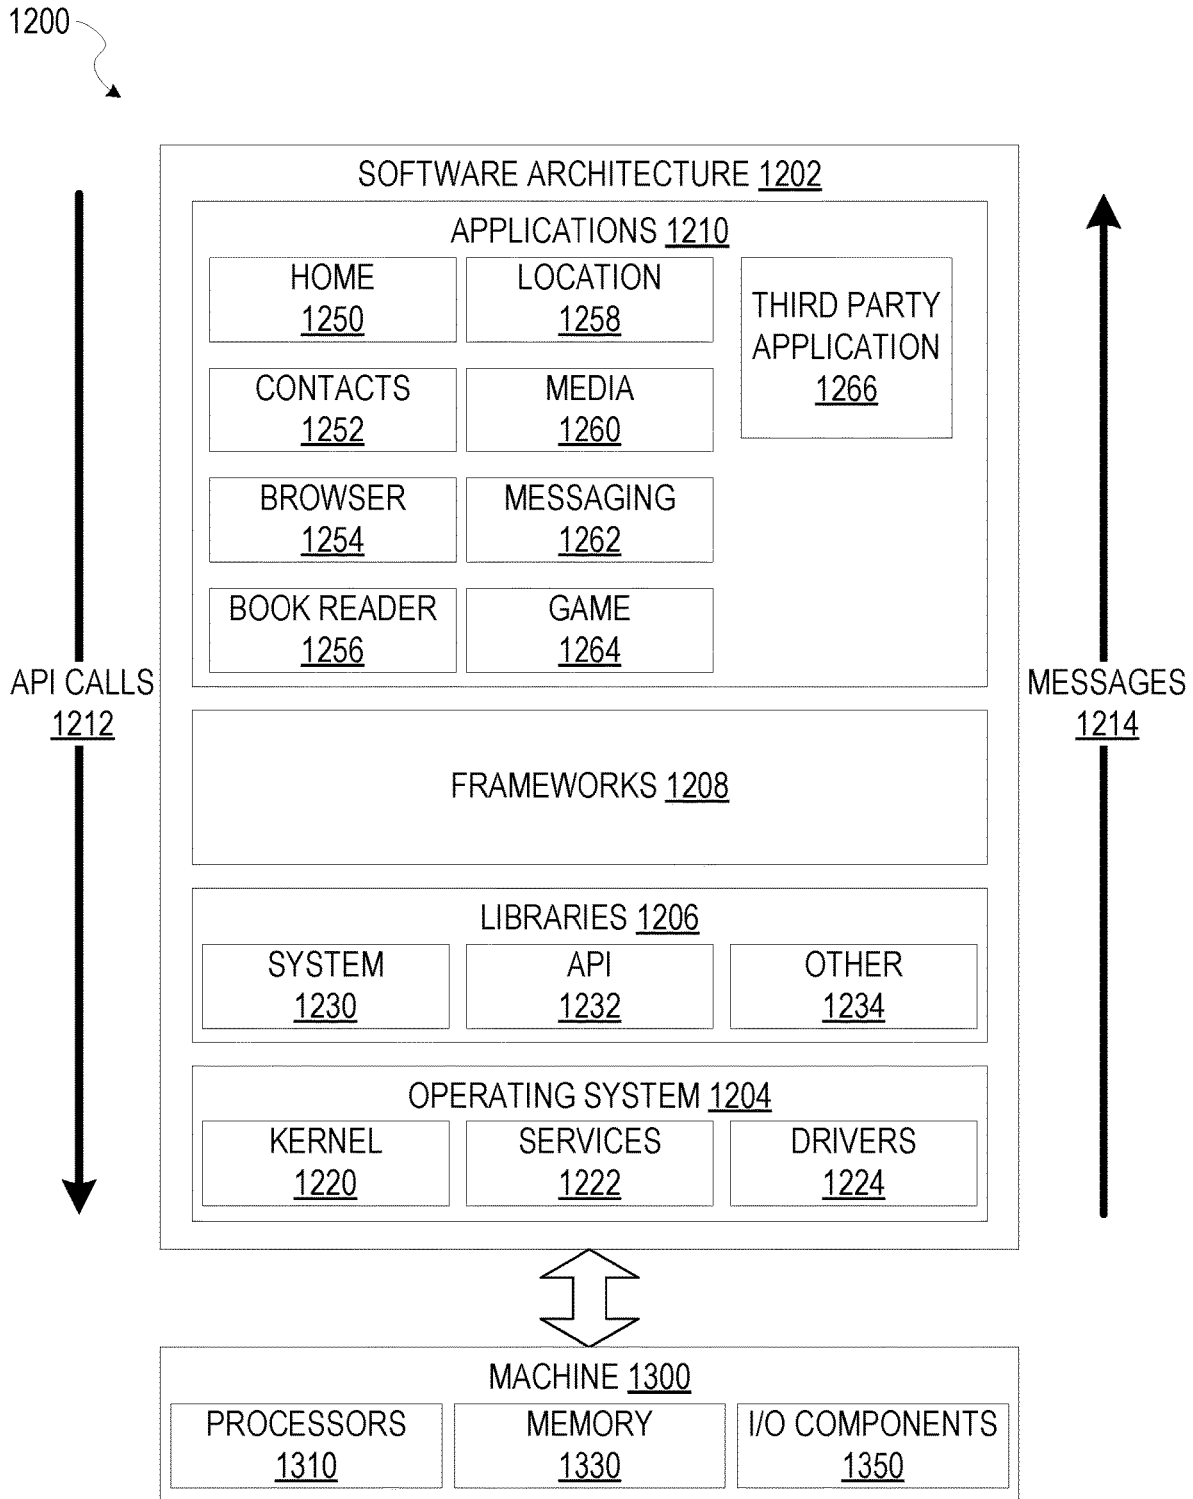 1200
SOFTWARE ARCHITECTURE 1202
APPLICATIONS 1210
HOME
1250
LOCATION
1258
THIRD PARTY
APPLICATION
1266
CONTACTS
1252
MEDIA
1260
BROWSER
1254
MESSAGING
1262
BOOK READER
1256
GAME
1264
API CALLS
1212
MESSAGES
1214
FRAMEWORKS 1208
LIBRARIES 1206
SYSTEM
1230
API
1232
OTHER
1234
OPERATING SYSTEM 1204
KERNEL
1220
SERVICES
1222
DRIVERS
1224
MACHINE 1300
PROCESSORS
1310
MEMORY
1330
I/O COMPONENTS
1350